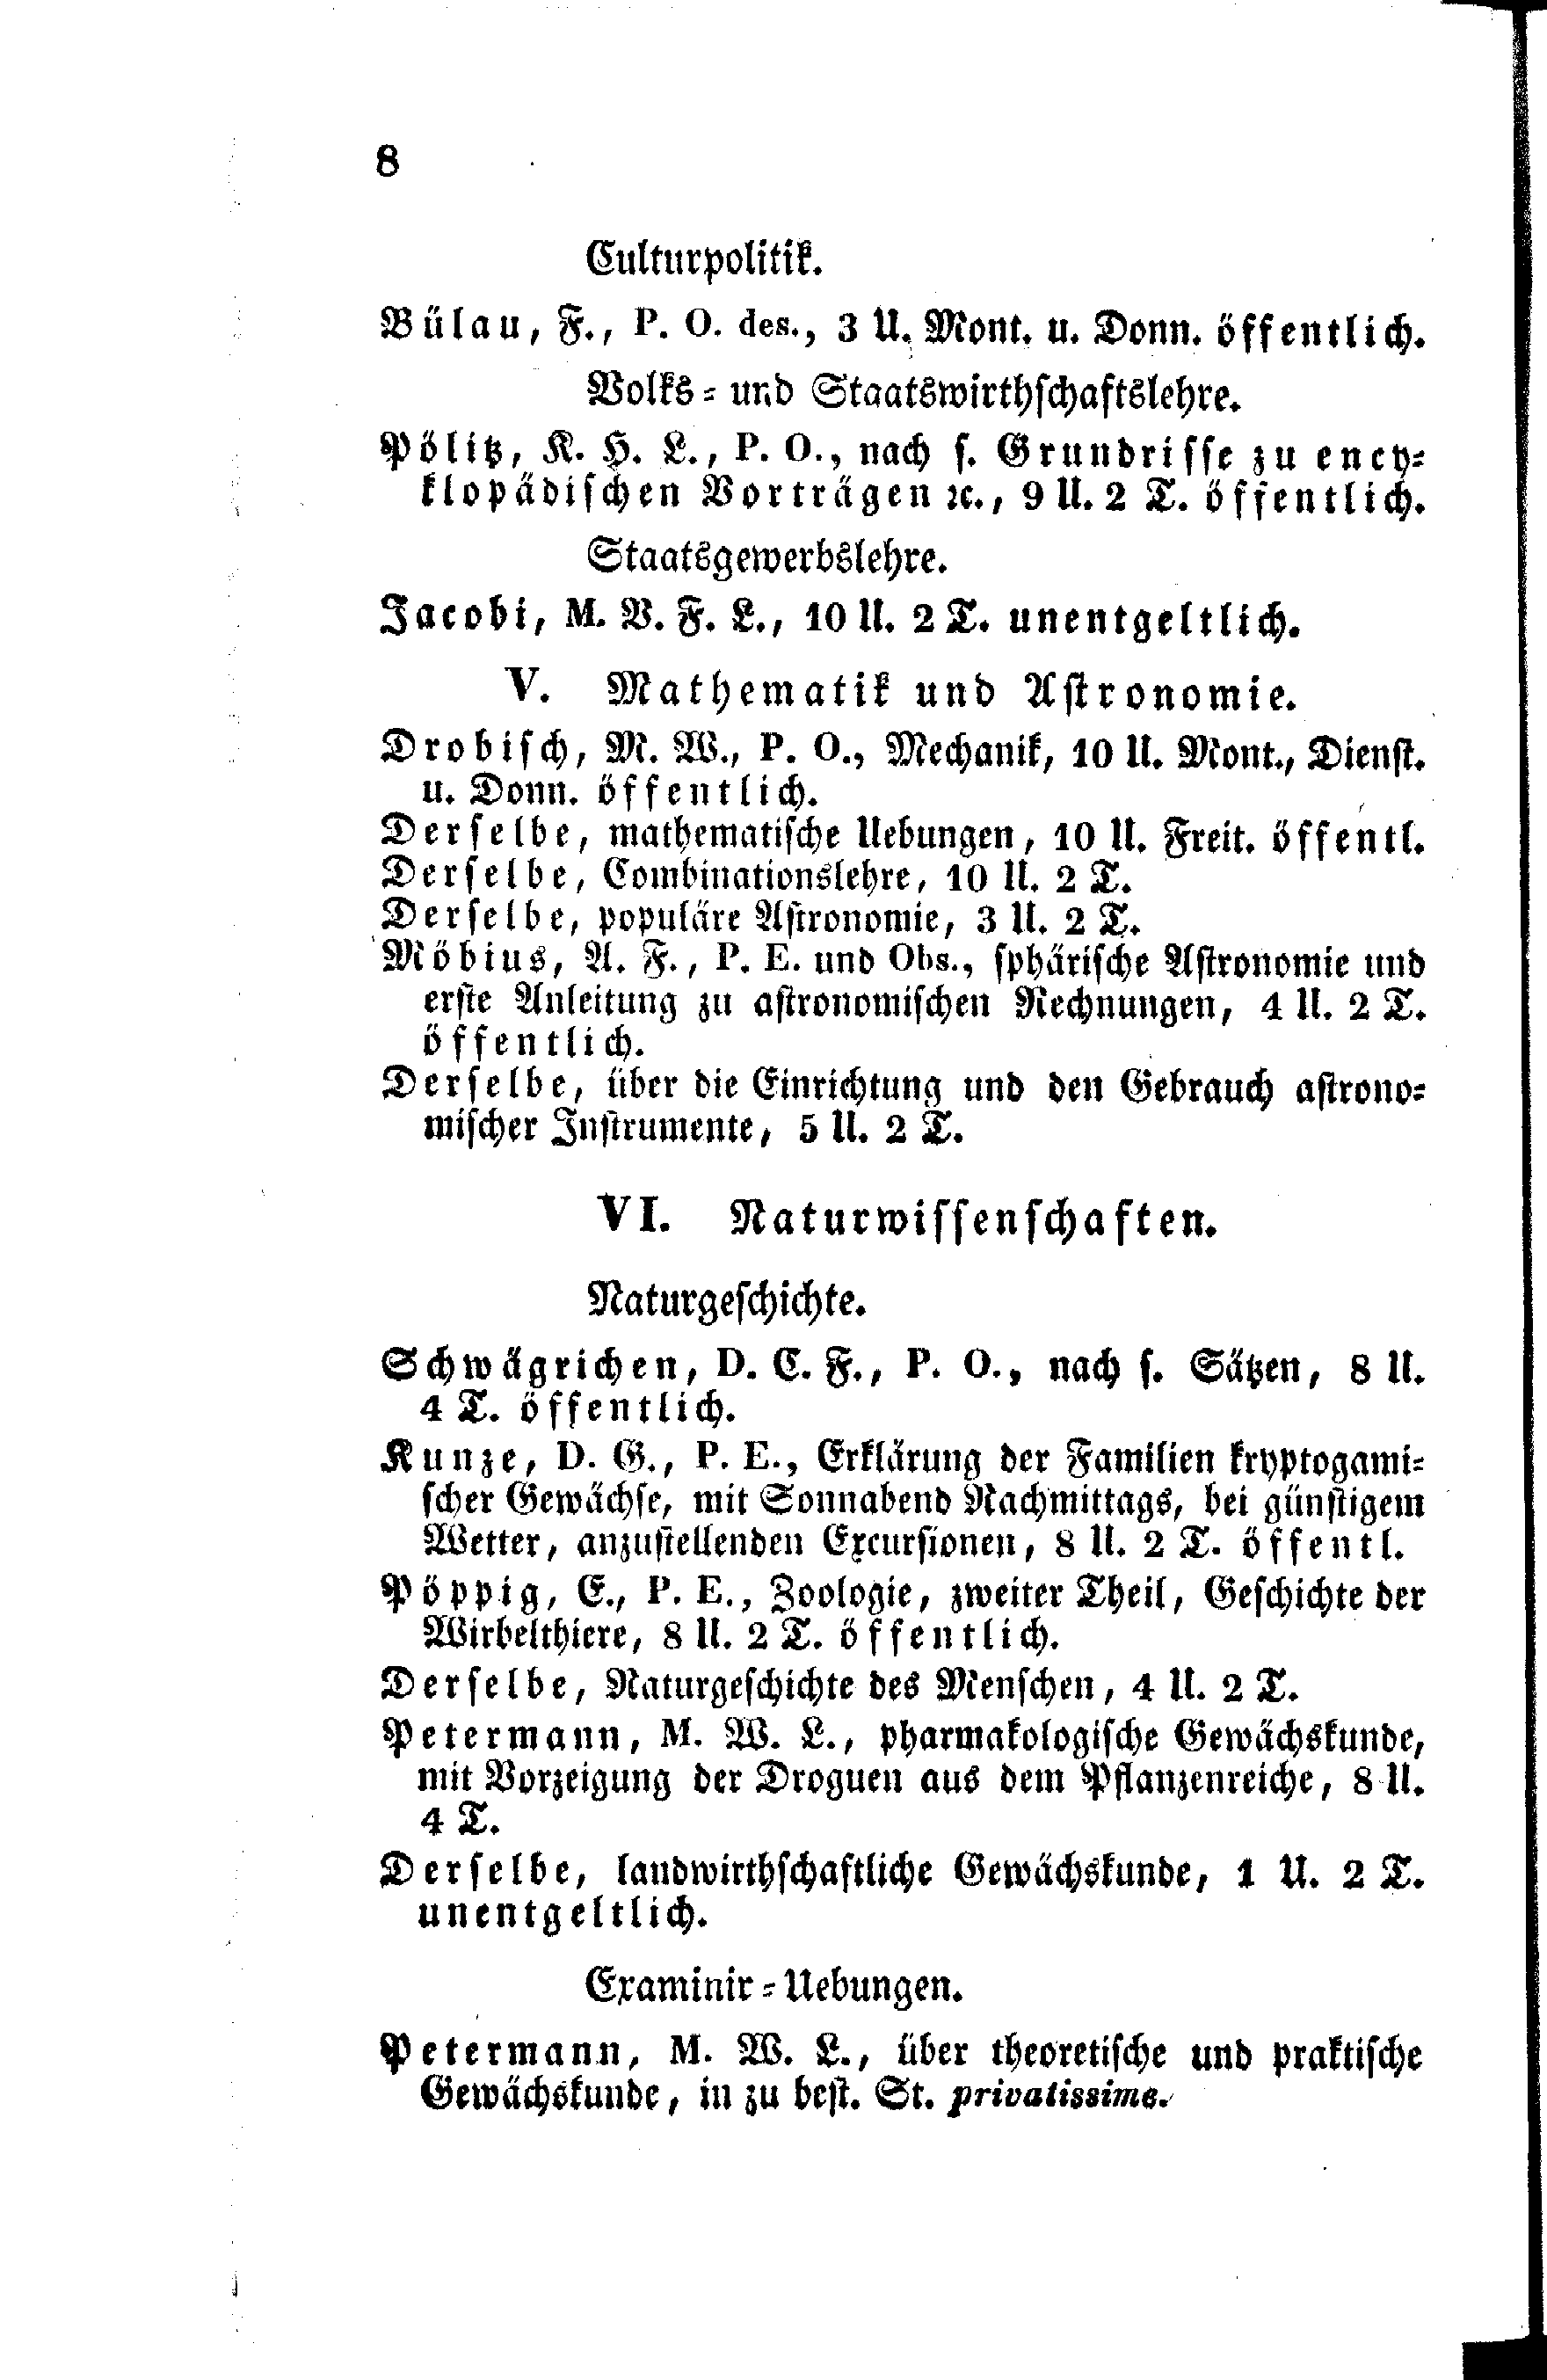 8
Culturpolitik.
Bülau, F., P. O. des., 3 U. Mont. u. Donn. öffentlich.
Volks- und Staatswirthschaftslehre.
Pölitz, K. H. L., P. O., nach s. Grundrisse zu ency-
klopädischen Vorträgen ꝛc., 9 U. 2 T. öffentlich.
Staatsgewerbslehre.
Jacobi, M. V. F. L., 10 U. 2 T. unentgeltlich.
V. Mathematik und Astronomie.
Drobisch, M. W., P. O., Mechanik, 10 U. Mont., Dienst.
u. Donn. öffentlich.
Derselbe, mathematische Uebungen, 10 U. Freit. öffentl.
Derselbe, Combinationslehre, 10 U. 2 T.
Derselbe, populäre Astronomie, 3 U. 2 T.
Möbius, A. F., P. E. und Obs., sphärische Astronomie und
erste Anleitung zu astronomischen Rechnungen, 4 U. 2 T.
öffentlich.
Derselbe, über die Einrichtung und den Gebrauch astrono-
mischer Instrumente, 5 U. 2 T.
VI. Naturwissenschaften.
Naturgeschichte.
Schwägrichen, D. C. F., P. O., nach s. Sätzen, 8 U.
4 T. öffentlich.
Kunze, D. G., P. E., Erklärung der Familien kryptogami-
scher Gewächse, mit Sonnabend Nachmittags, bei günstigem
Wetter, anzustellenden Excursionen, 8 U. 2 T. öffentl.
Pöppig, E., P. E., Zoologie, zweiter Theil, Geschichte der
Wirbelthiere, 8 U. 2 T. öffentlich.
Derselbe, Naturgeschichte des Menschen, 4 U. 2 T.
Petermann, M. W. L., pharmakologische Gewächskunde,
mit Vorzeigung der Droguen aus dem Pflanzenreiche, 8 U.
4 T.
Derselbe, landwirthschaftliche Gewächskunde, 1 U. 2 T.
unentgeltlich.
Examinir-Uebungen.
Petermann, M. W. L., über theoretische und praktische
Gewächskunde, in zu best. St. privatissime.